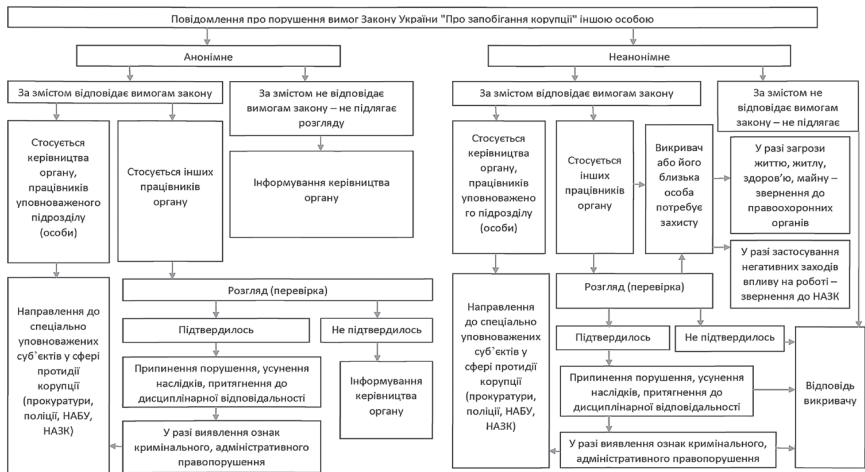 Повідомлення про порушення вимог Закону України "Про запобігання корупції" іншою особою
Анонімне
За змістом відповідає вимогам закону
За змістом не відповідає
вимогам закону – не підлягає
розгляду
Стосується
керівництва
органу,
працівників
уповноваженого
підрозділу
(особи)
Стосується інших
працівників
органу
Інформування керівництва
органу
Розгляд (перевірка)
Направлення до
спеціально
уповноважених
суб`єктів у сфері
протидії
корупції
(прокуратури,
поліції, НАБУ,
НАЗК)
Підтвердилось
Не підтвердилось
Припинення порушення, усунення
наслідків, притягнення до
дисциплінарної відповідальності
Інформування
керівництва
органу
У разі виявлення ознак
кримінального, адміністративного
правопорушення
Неанонімне
За змістом відповідає вимогам закону
За змістом не
відповідає вимогам
закону – не підлягає
Стосується
керівництва
органу,
працівників
уповноважено
го підрозділу
(особи)
Стосується
інших
працівників
органу
Викривач
або його
близька
особа
потребує
захисту
У разі загрози
життю, житлу,
здоров’ю, майну –
звернення до
правоохоронних
органів
У разі застосування
негативних заходів
впливу на роботі –
звернення до НАЗК
Розгляд (перевірка)
Направлення до
спеціально
уповноважених
суб`єктів у
сфері протидії
корупції
(прокуратури,
поліції, НАБУ,
НАЗК)
Підтвердилось
Не підтвердилось
Припинення порушення, усунення
наслідків, притягнення до
дисциплінарної відповідальності
Відповідь
викривачу
У разі виявлення ознак кримінального,
адміністративного правопорушення